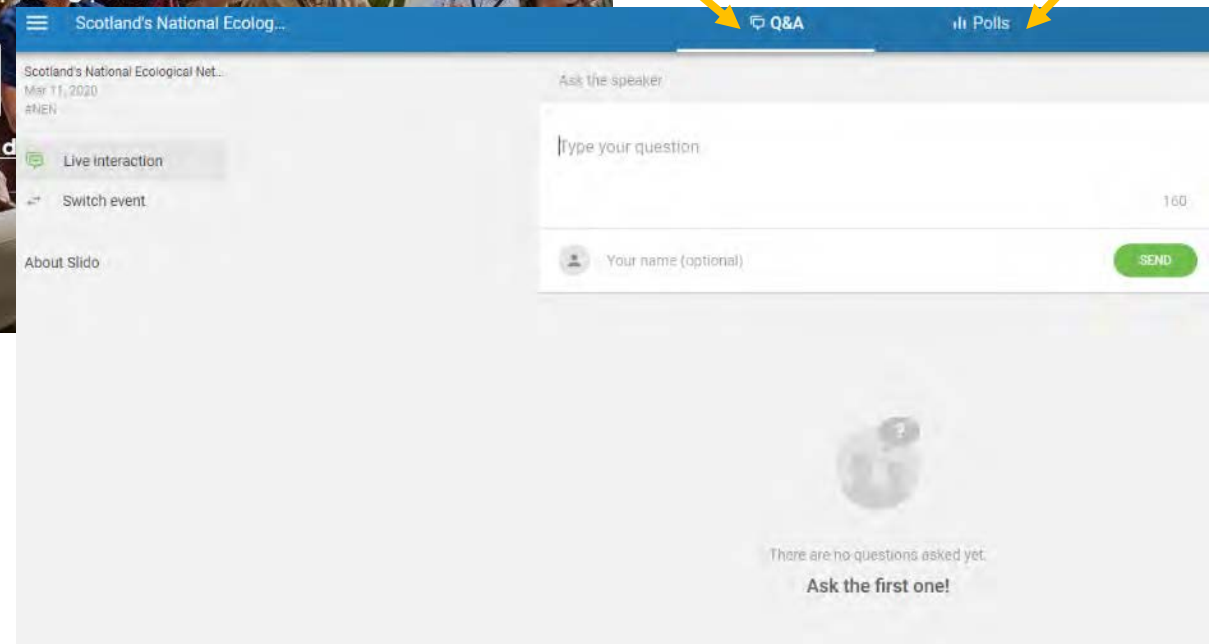 Scotland's National Ecolog...
Q&A
Polls
Scotland's National Ecological Net...
Mar 11, 2020
#NEN
Live interaction
Switch event
About Slido
Ask the speaker
Type your question
160
Your name (optional)
SEND
There are no questions asked yet.
Ask the first one!